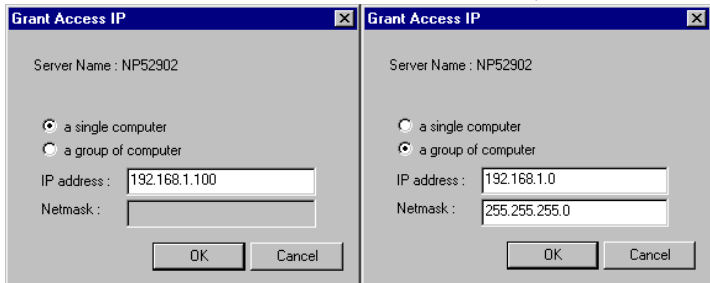 Grant Access IP
Server Name : NP52902
a single computer
a group of computer
IP address : 192.168.1.100
Netmask :
OK Cancel
Grant Access IP
Server Name : NP52902
a single computer
a group of computer
IP address : 192.168.1.0
Netmask : 255.255.255.0
OK Cancel